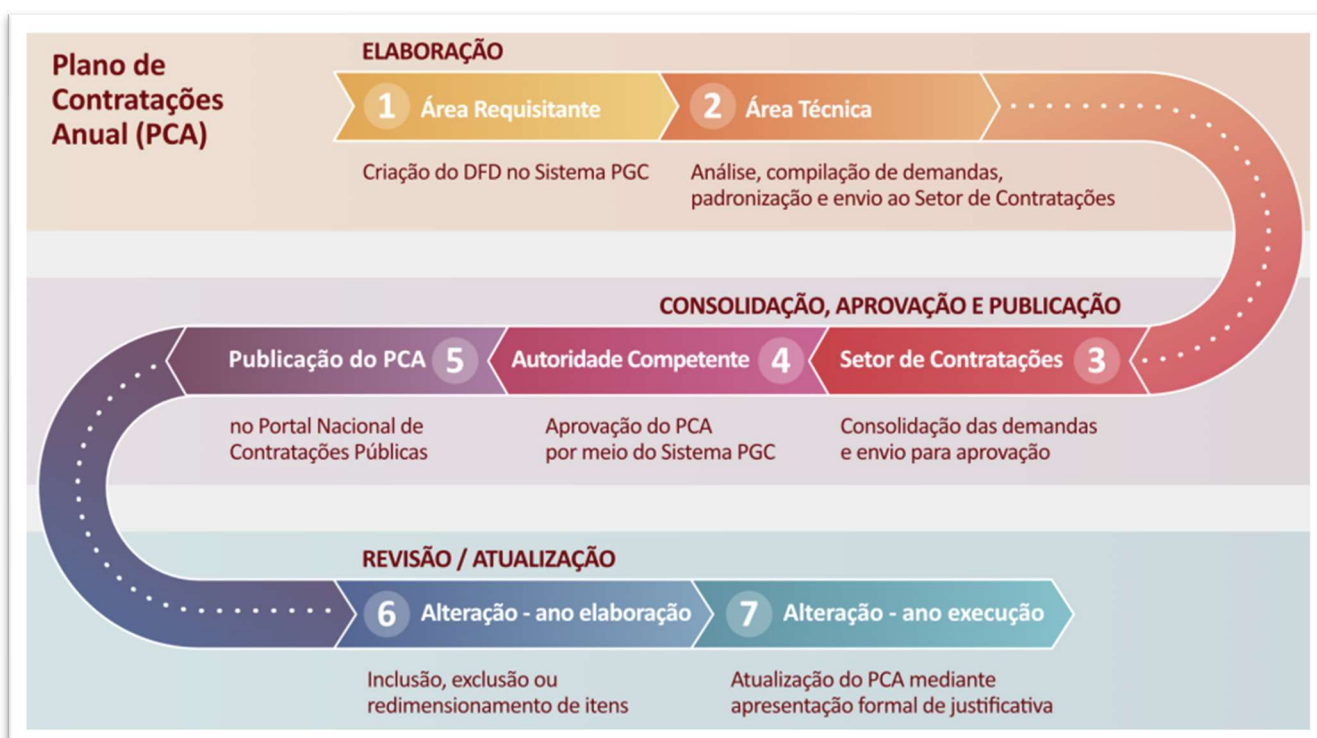 Plano de
Contratações
Anual (PCA)
ELABORAÇÃO
1 Área Requisitante
Criação do DFD no Sistema PGC
2 Área Técnica
Análise, compilação de demandas,
padronização e envio ao Setor de Contratações
CONSOLIDAÇÃO, APROVAÇÃO E PUBLICAÇÃO
Setor de Contratações 3
Consolidação das demandas
e envio para aprovação
Autoridade Competente 4
Aprovação do PCA
por meio do Sistema PGC
Publicação do PCA 5
no Portal Nacional de
Contratações Públicas
REVISÃO / ATUALIZAÇÃO
6 Alteração - ano elaboração
Inclusão, exclusão ou
redimensionamento de itens
7 Alteração - ano execução
Atualização do PCA mediante
apresentação formal de justificativa